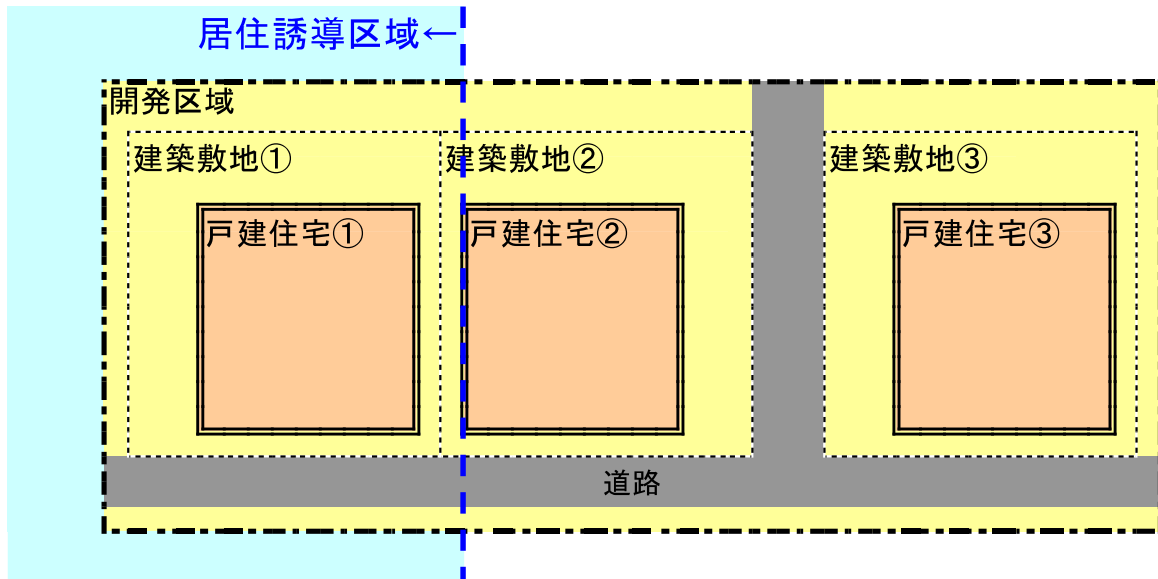 居住誘導区域←
開発区域
建築敷地①
建築敷地②
建築敷地③
戸建住宅①
戸建住宅②
戸建住宅③
道路